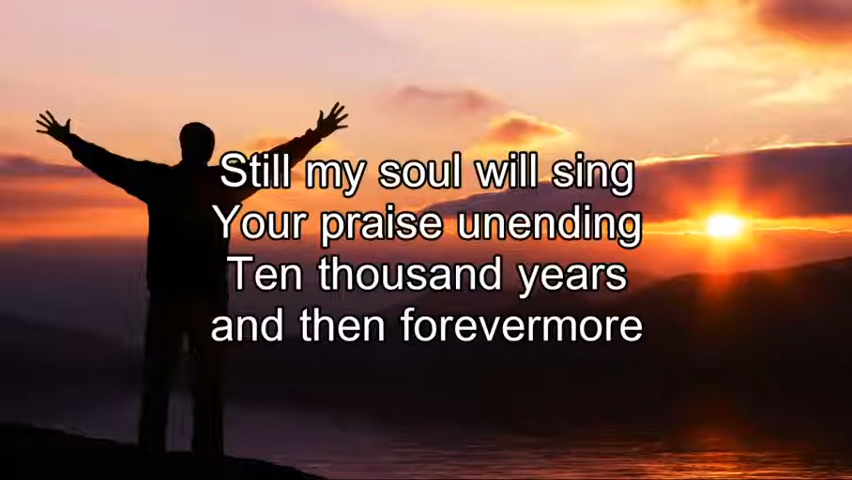 Still my soul will sing
Your praise unending
Ten thousand years
and then forevermore